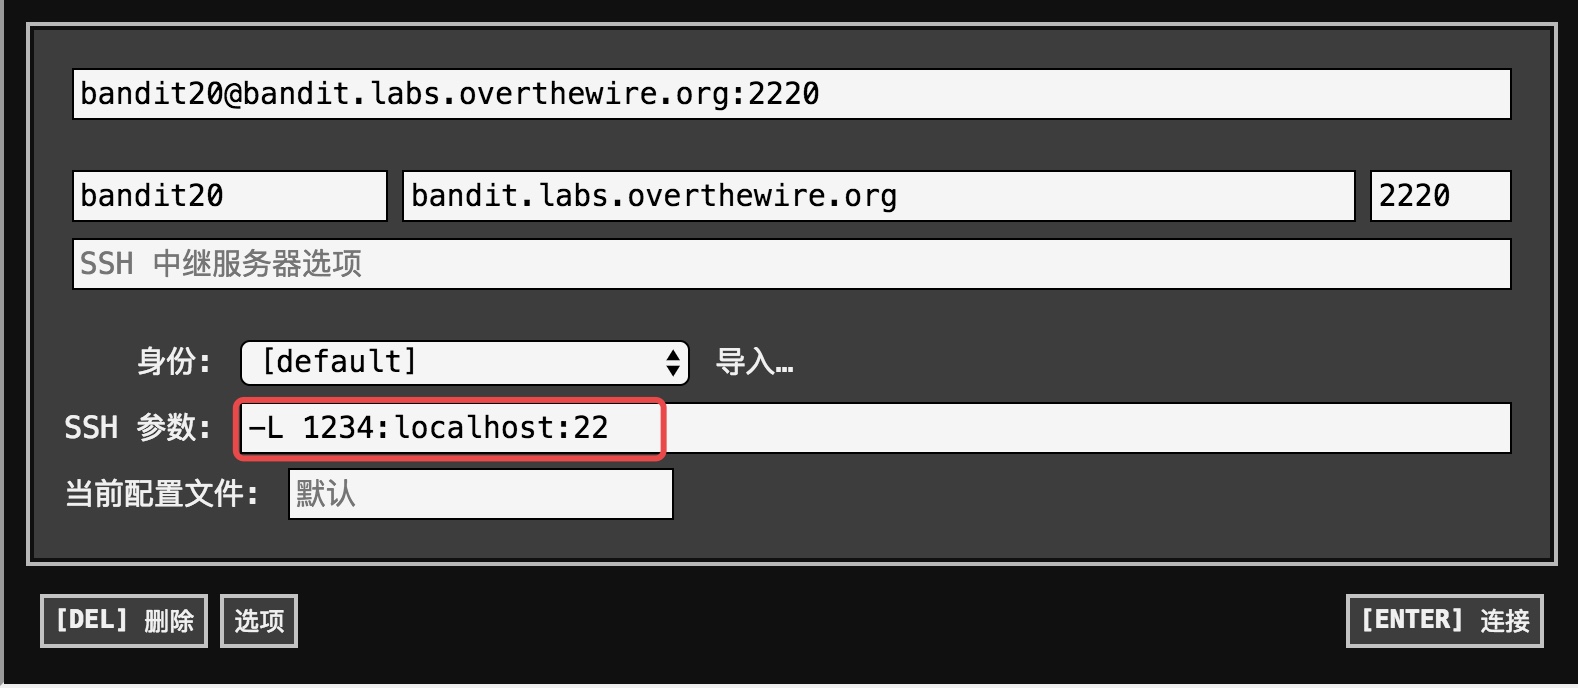 bandit20@bandit.labs.overthewire.org:2220
bandit20 bandit.labs.overthewire.org 2220
SSH 中继服务器选项
身份: [default] 导入…
SSH 参数: -L 1234:localhost:22
当前配置文件: 默认
[DEL] 删除 选项 [ENTER] 连接